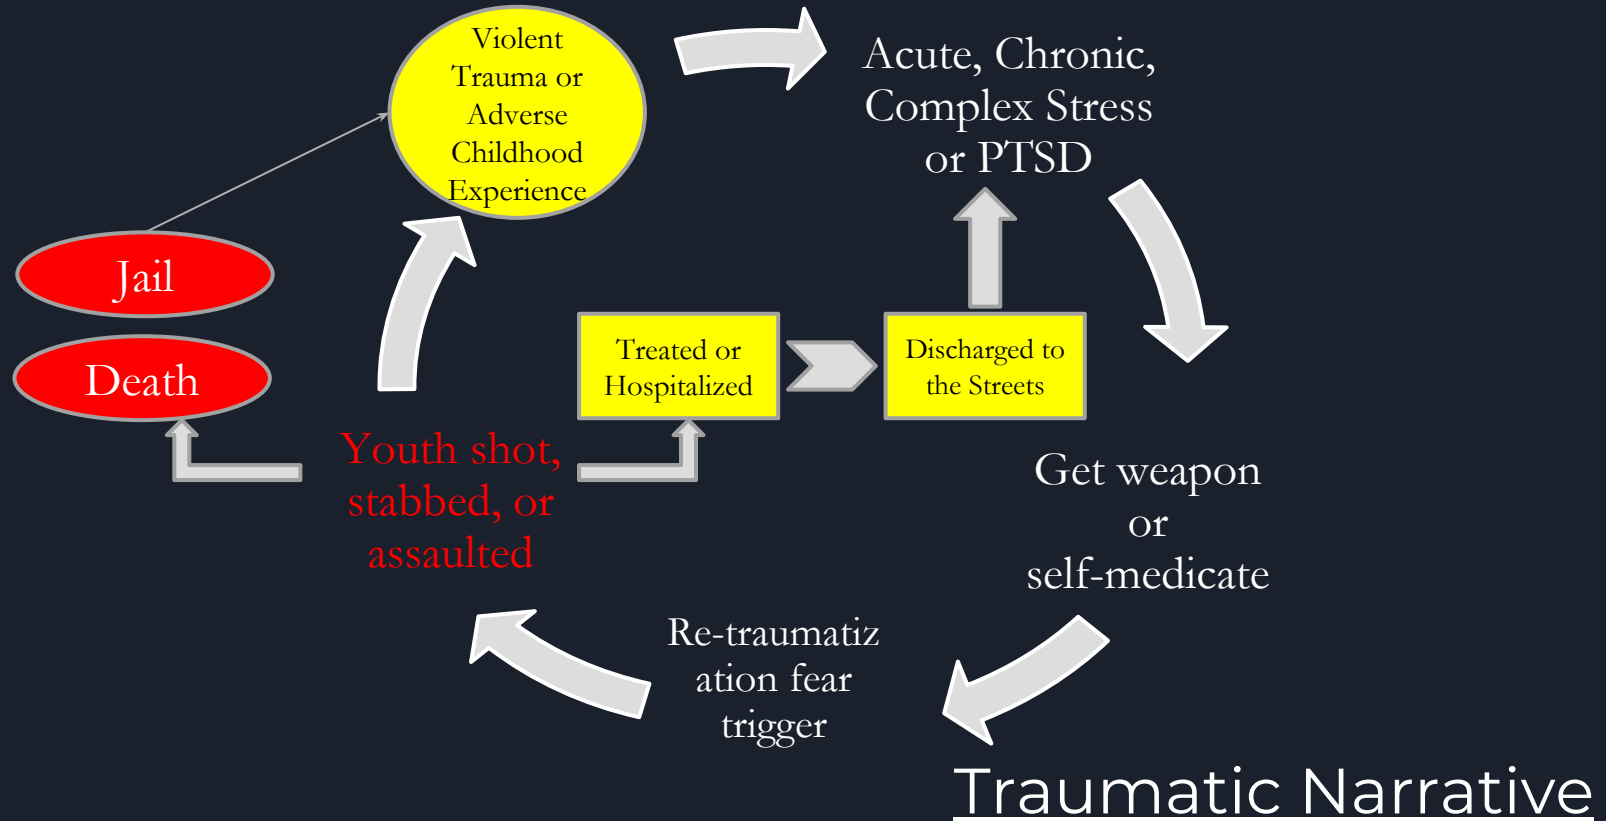 Violent
Trauma or
Adverse
Childhood
Experience
Acute, Chronic,
Complex Stress
or PTSD
Jail
Death
Treated or
Hospitalized
Discharged to
the Streets
Youth shot,
stabbed, or
assaulted
Get weapon
or
self-medicate
Re-traumatiz
ation fear
trigger
Traumatic Narrative